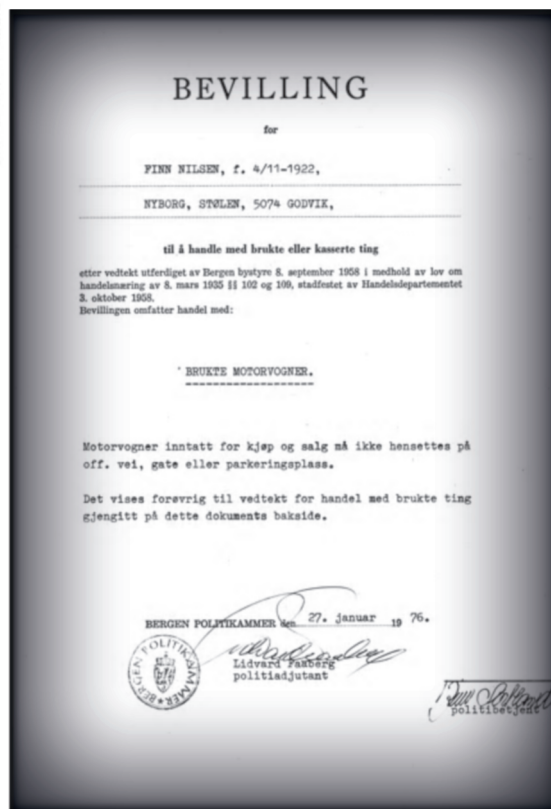 BEVILLING
for
FINN NILSEN, f. 4/11-1922,
NYBORG, STØLEN, 5074 GODVIK,
til å handle med brukte eller kasserte ting
etter vedtekt utferdiget av Bergen bystyre 8. september 1958 i medhold av lov om
handelsnæring av 8. mars 1935 §§ 102 og 109, stadfestet av Handelsdepartementet
3. oktober 1958.
Bevillingen omfatter handel med:
BRUKTE MOTORVOGNER.
Motorvogner inntatt for kjøp og salg må ikke hensettes på
off. vei, gate eller parkeringsplass.
Det vises forøvrig til vedtekt for handel med brukte ting
gjengitt på dette dokuments bakside.
BERGEN POLITIKAMMER den 27. januar 19 76.
BERGEN POLITIKAMMER
Lidvard
politiadjutant
politibetjent